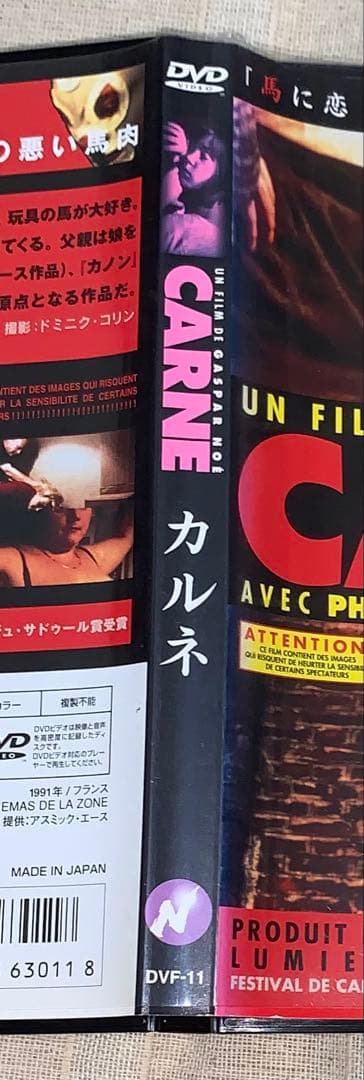 の悪い馬肉
玩具の馬が大好き。
てくる。父親は娘を
ース作品)、『カノン』
原点となる作品だ。
撮影:ドミニク・コリン
TIENT DES IMAGES QUI RISQUENT
R LA SENSIBILITE DE CERTAINS
RS!!!!!!!!!!!!!!!!!!!!!!!!!!!!
ジュ・サドゥール賞受賞
カラー
複製不能
DVD
VIDEO
DVDビデオは映像と音声
を高密度に記録したディ
スクです。
DVDビデオ対応のプレー
ヤーで再生してください。
1991年/フランス
EMAS DE LA ZONE
提供:アスミック・エース
MADE IN JAPAN
63011 8
DVD
VIDEO
UN FILM DE GASPAR NOÉ
CARNE
カルネ
N
DVF-11
「馬に恋
UN FIL
CA
AVEC PH
ATTENTION
CE FILM CONTIENT DES IMAGES
QUI RISQUENT DE HEURTER LA SENSIBI
DE CERTAINS SPECTATEURS
PRODUIT
LUMIE
FESTIVAL DE CA